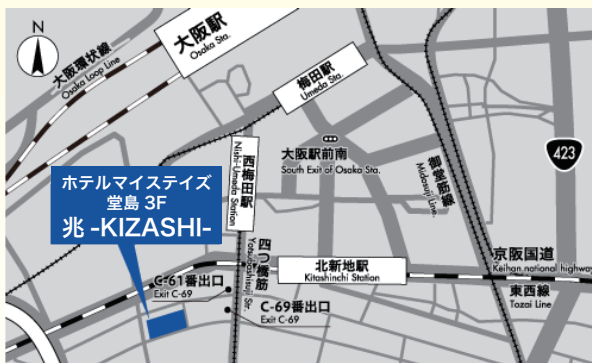 N
大阪駅
Osaka Sta.
大阪環状線
Osaka Loop Line
梅田駅
Umeda Sta.
西梅田駅
Nishi-Umeda Station
大阪駅前南
South Exit of Osaka Sta.
御堂筋線
Midosuji Line.
423
ホテルマイステイズ
堂島 3F
兆 -KIZASHI-
四つ橋筋
Yotsubashisuji Str.
北新地駅
Kitashinchi Station
京阪国道
Keihan national highway
東西線
Tozai Line
C-61番出口
Exit C-69
C-69番出口
Exit C-69